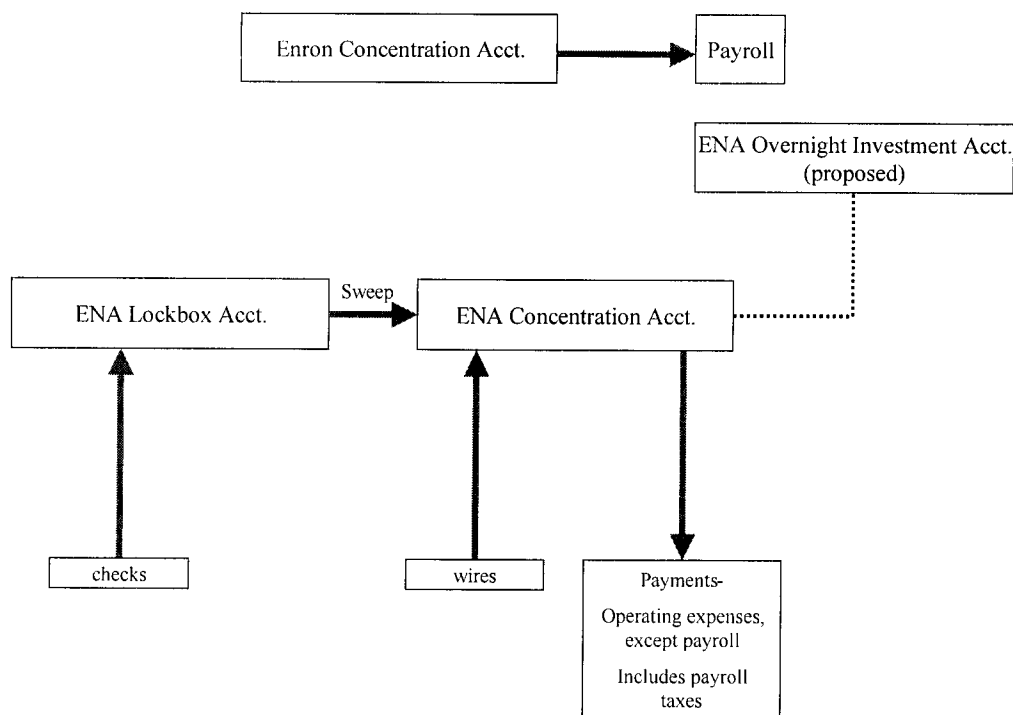 Enron Concentration Acct.
Payroll
ENA Overnight Investment Acct.
(proposed)
ENA Lockbox Acct.
Sweep
ENA Concentration Acct.
checks
wires
Payments-
Operating expenses,
except payroll
Includes payroll
taxes